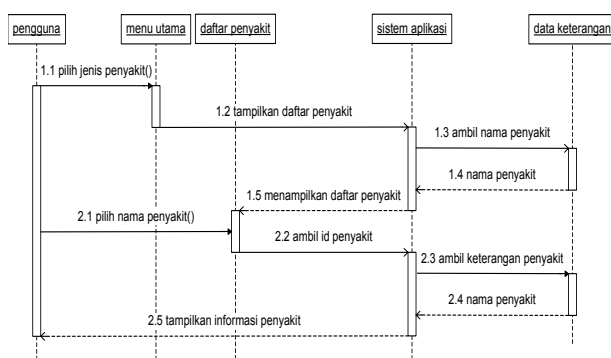 pengguna
menu utama
daftar penyakit
sistem aplikasi
data keterangan
1.1 pilih jenis penyakit()
1.2 tampilkan daftar penyakit
1.3 ambil nama penyakit
1.4 nama penyakit
1.5 menampilkan daftar penyakit
2.1 pilih nama penyakit()
2.2 ambil id penyakit
2.3 ambil keterangan penyakit
2.4 nama penyakit
2.5 tampilkan informasi penyakit